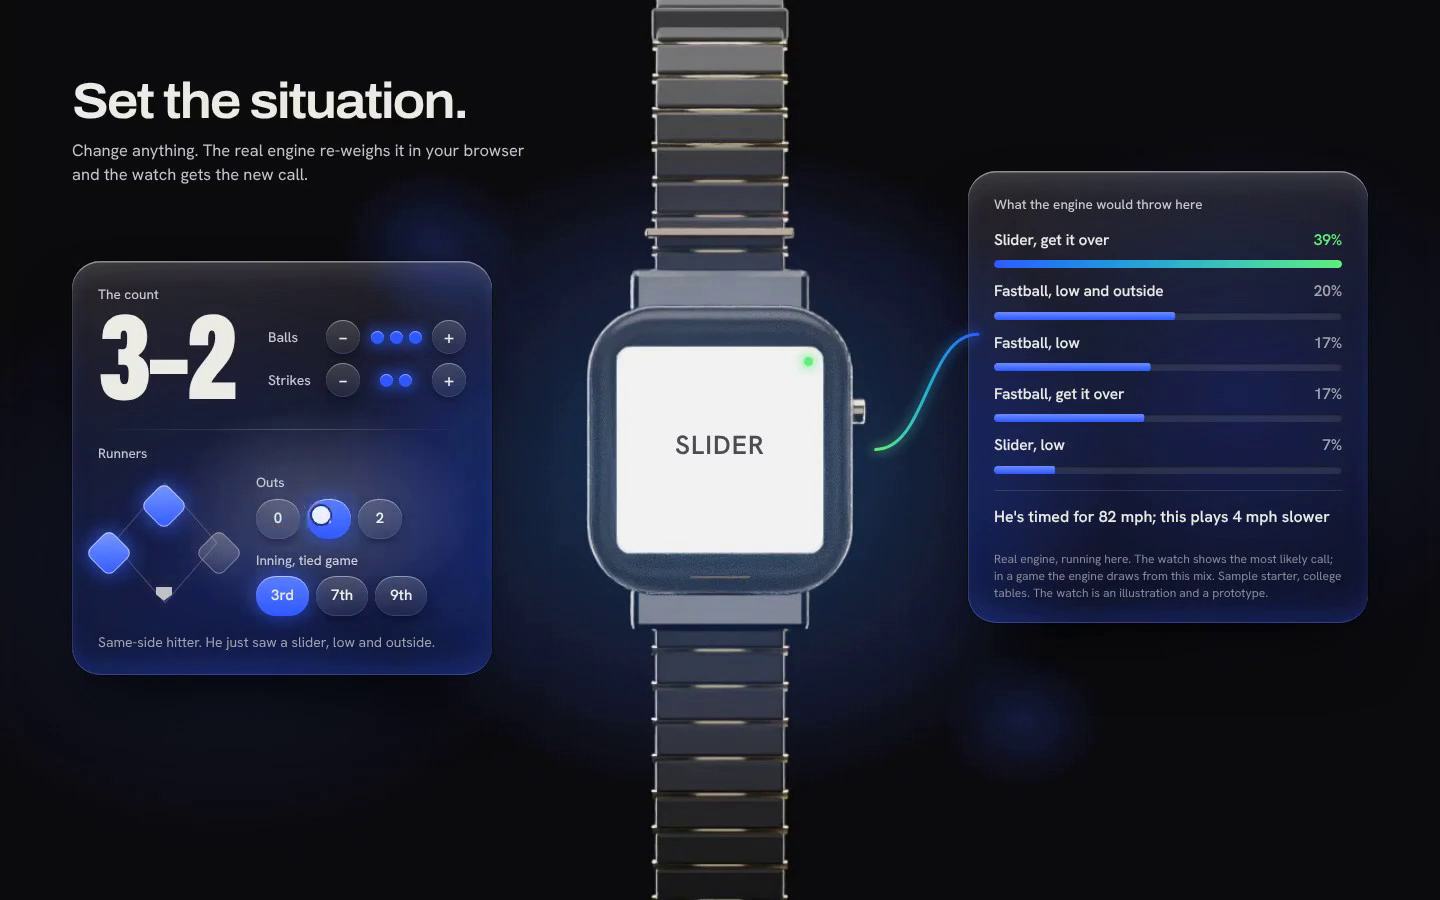 Set the situation.
Change anything. The real engine re-weighs it in your browser
and the watch gets the new call.
The count
3–2
Balls
–
+
Strikes
–
+
Runners
Outs
0
2
Inning, tied game
3rd
7th
9th
Same-side hitter. He just saw a slider, low and outside.
SLIDER
What the engine would throw here
Slider, get it over 39%
Fastball, low and outside 20%
Fastball, low 17%
Fastball, get it over 17%
Slider, low 7%
He's timed for 82 mph; this plays 4 mph slower
Real engine, running here. The watch shows the most likely call;
in a game the engine draws from this mix. Sample starter, college
tables. The watch is an illustration and a prototype.